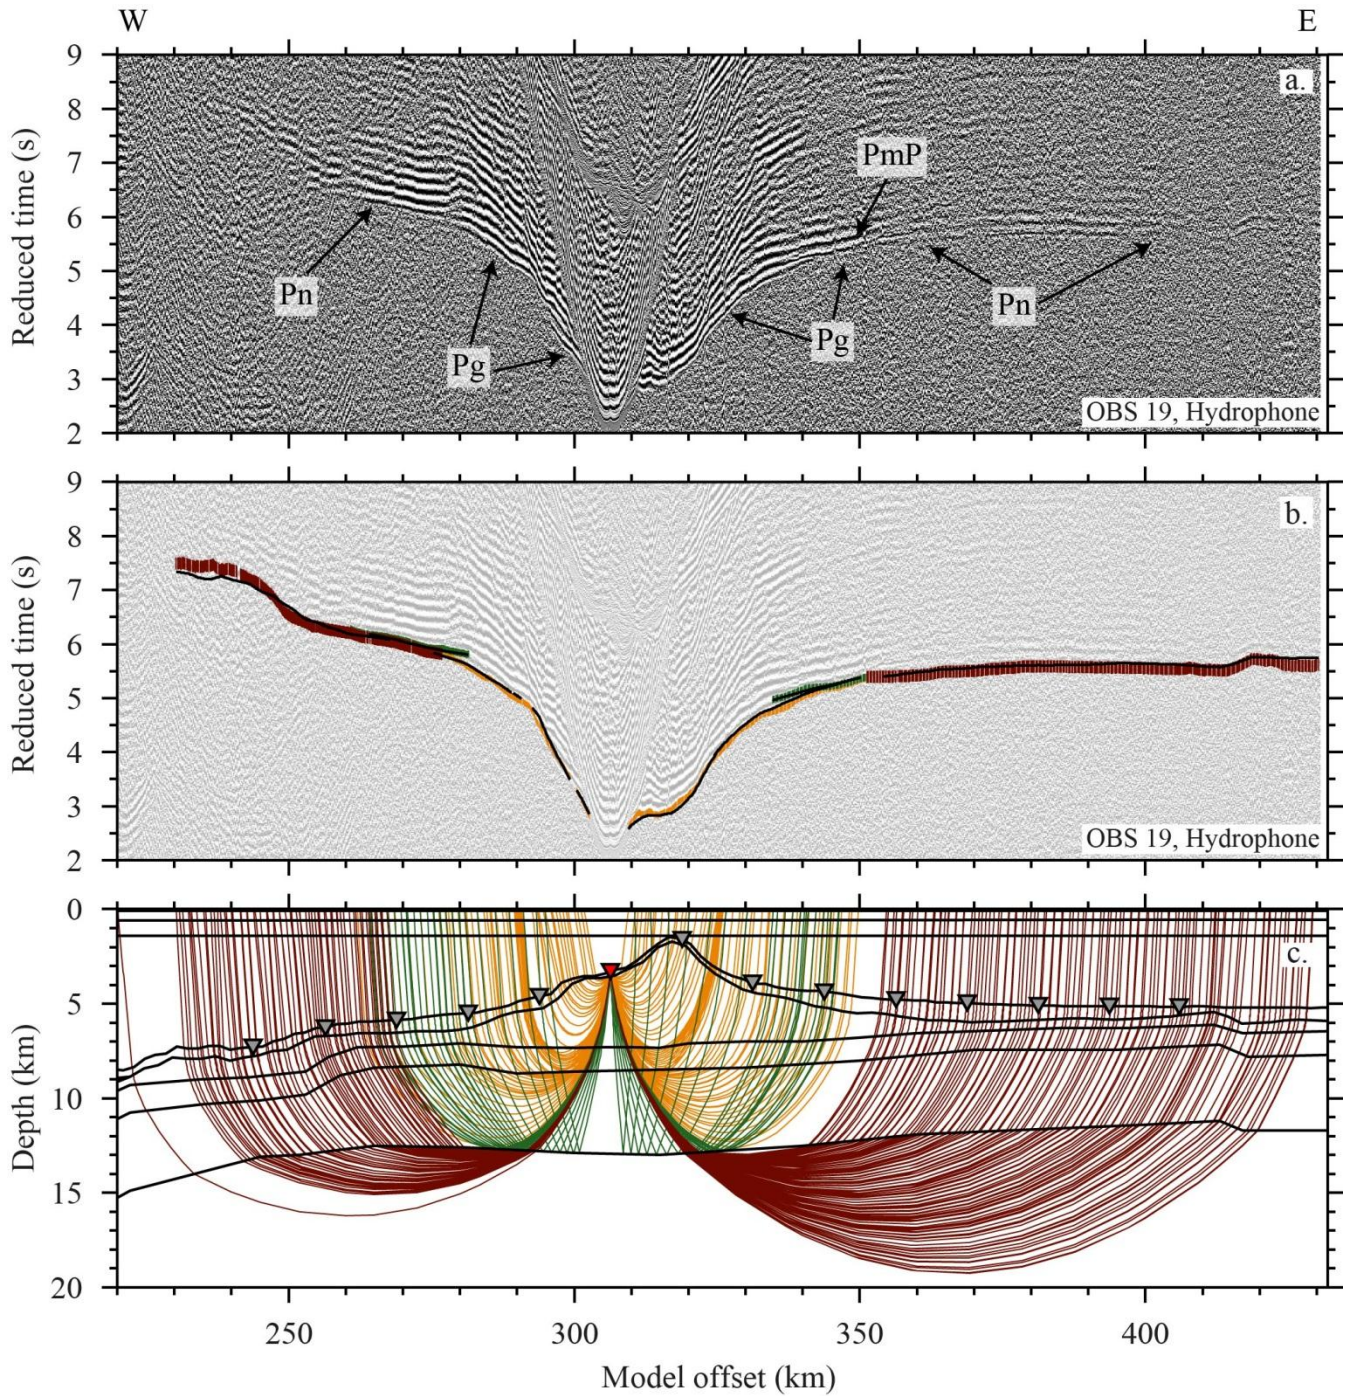 W E
9
8
7
6
5
4
3
2
Reduced time (s)
a.
PmP
Pn
Pg
Pg
Pn
OBS 19, Hydrophone
9
8
7
6
5
4
3
2
Reduced time (s)
b.
OBS 19, Hydrophone
0
5
10
15
20
Depth (km)
c.
250 300 350 400
Model offset (km)